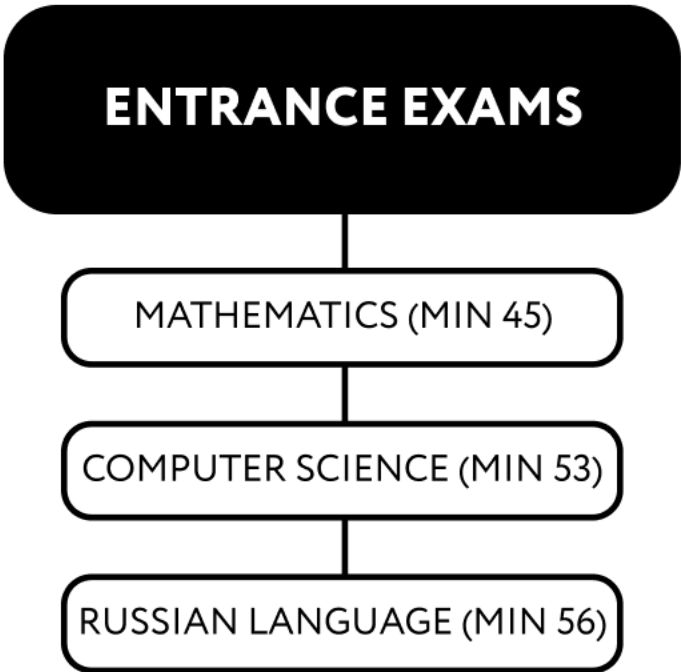 ENTRANCE EXAMS
MATHEMATICS (MIN 45)
COMPUTER SCIENCE (MIN 53)
RUSSIAN LANGUAGE (MIN 56)